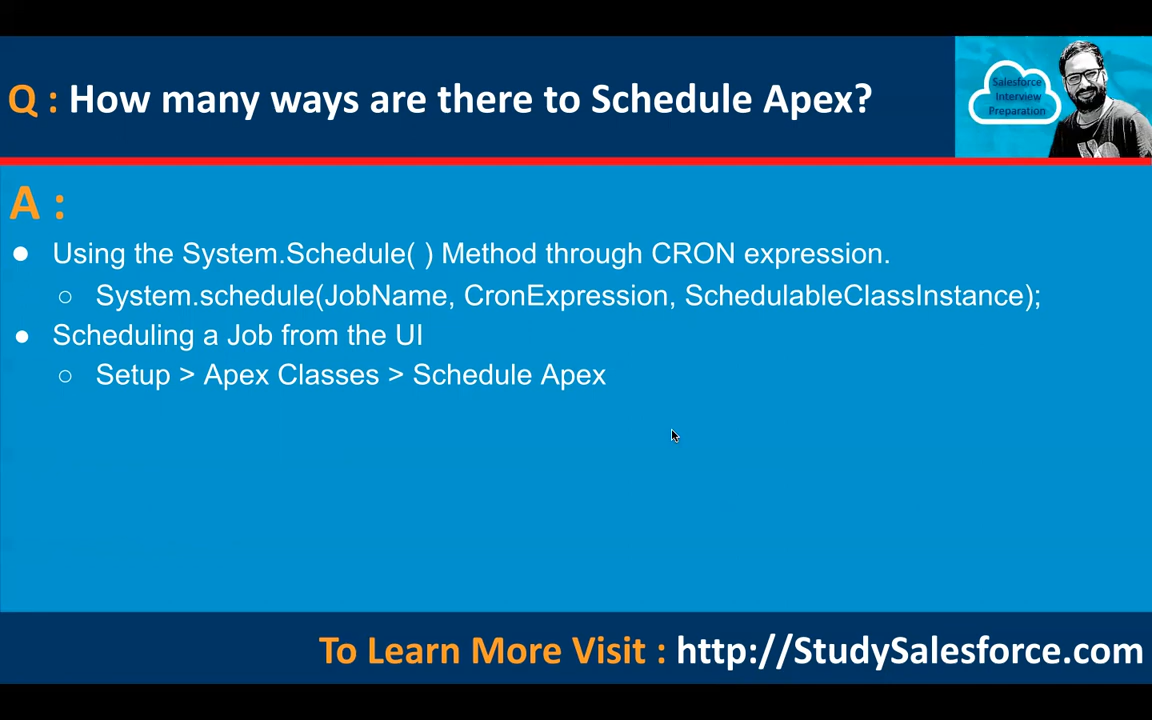 Q : How many ways are there to Schedule Apex?
Salesforce
Interview
Preparation
A :
● Using the System.Schedule( ) Method through CRON expression.
○ System.schedule(JobName, CronExpression, SchedulableClassInstance);
● Scheduling a Job from the UI
○ Setup > Apex Classes > Schedule Apex
To Learn More Visit : http://StudySalesforce.com